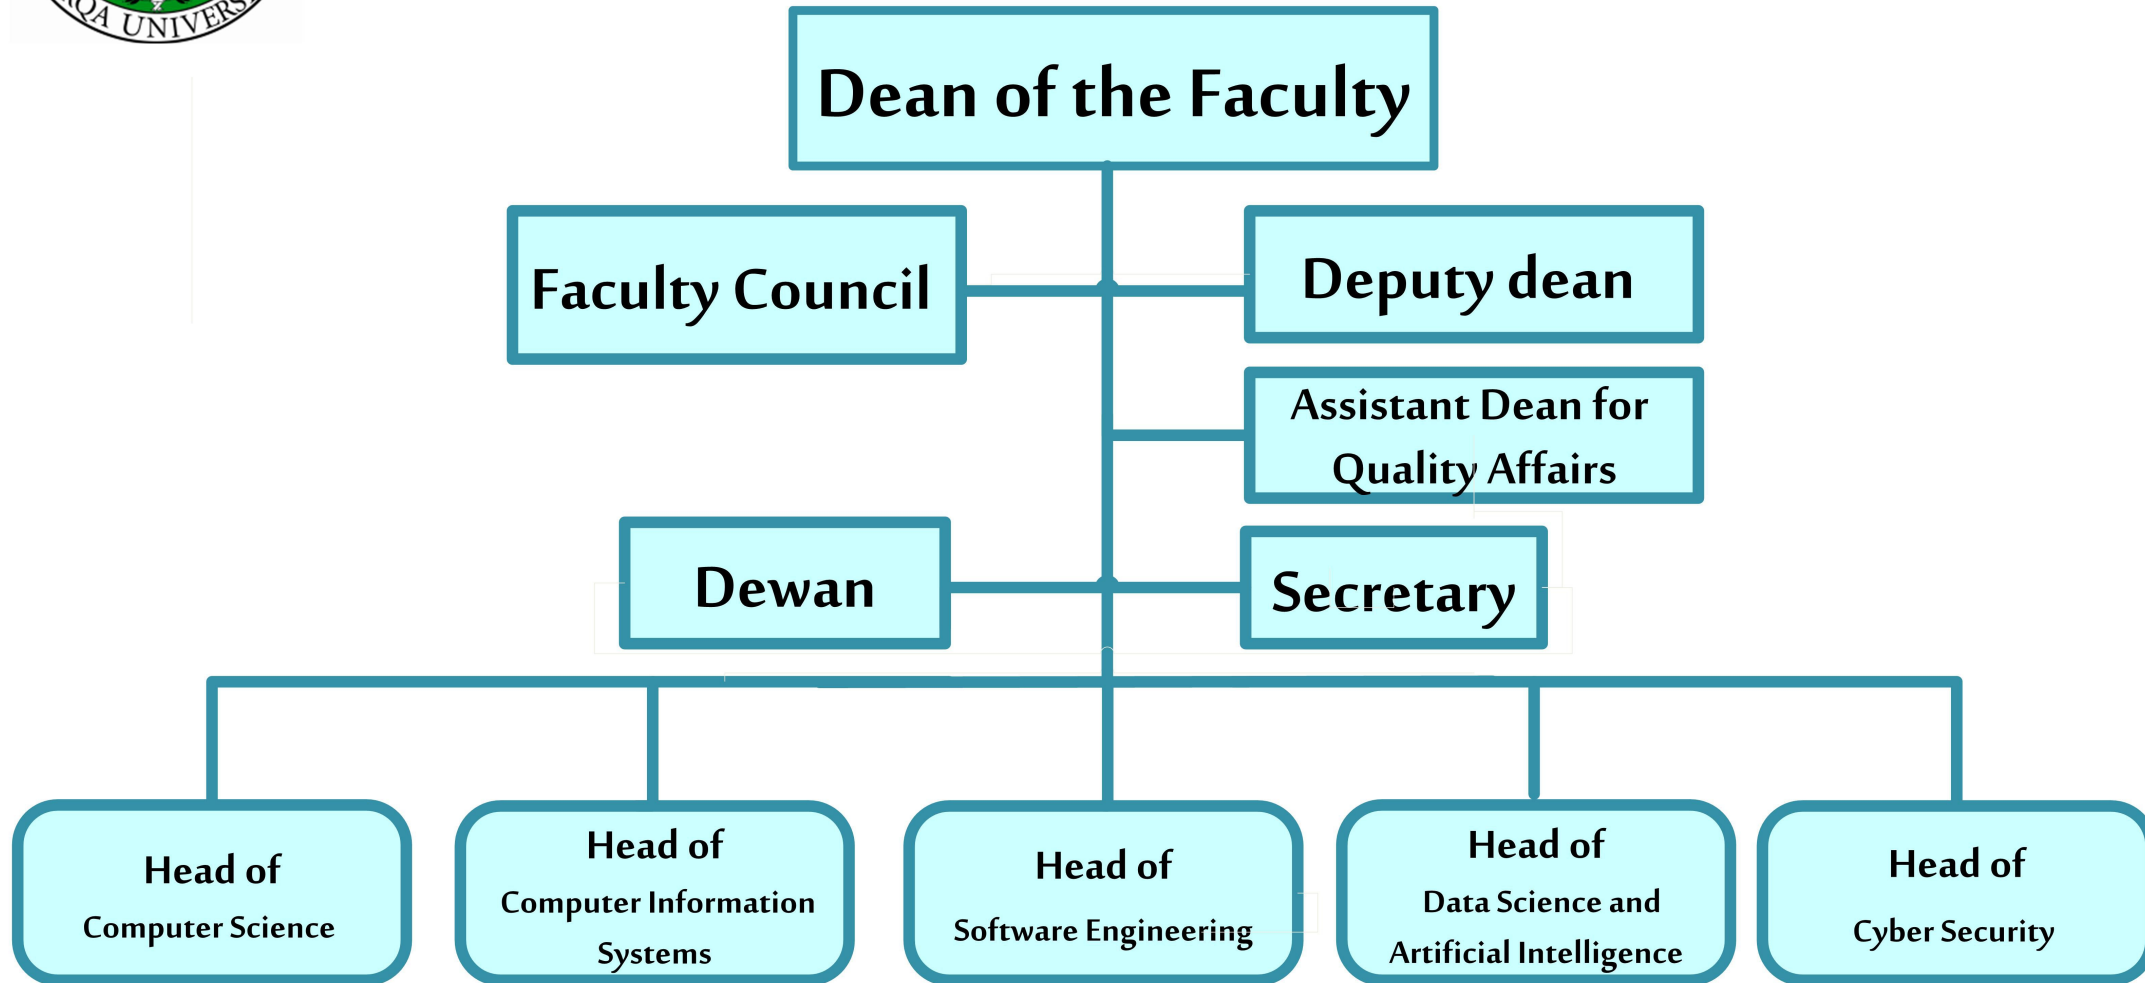 UNIVERS
Dean of the Faculty
Faculty Council
Deputy dean
Assistant Dean for
Quality Affairs
Dewan
Secretary
Head of
Computer Science
Head of
Computer Information
Systems
Head of
Software Engineering
Head of
Data Science and
Artificial Intelligence
Head of
Cyber Security